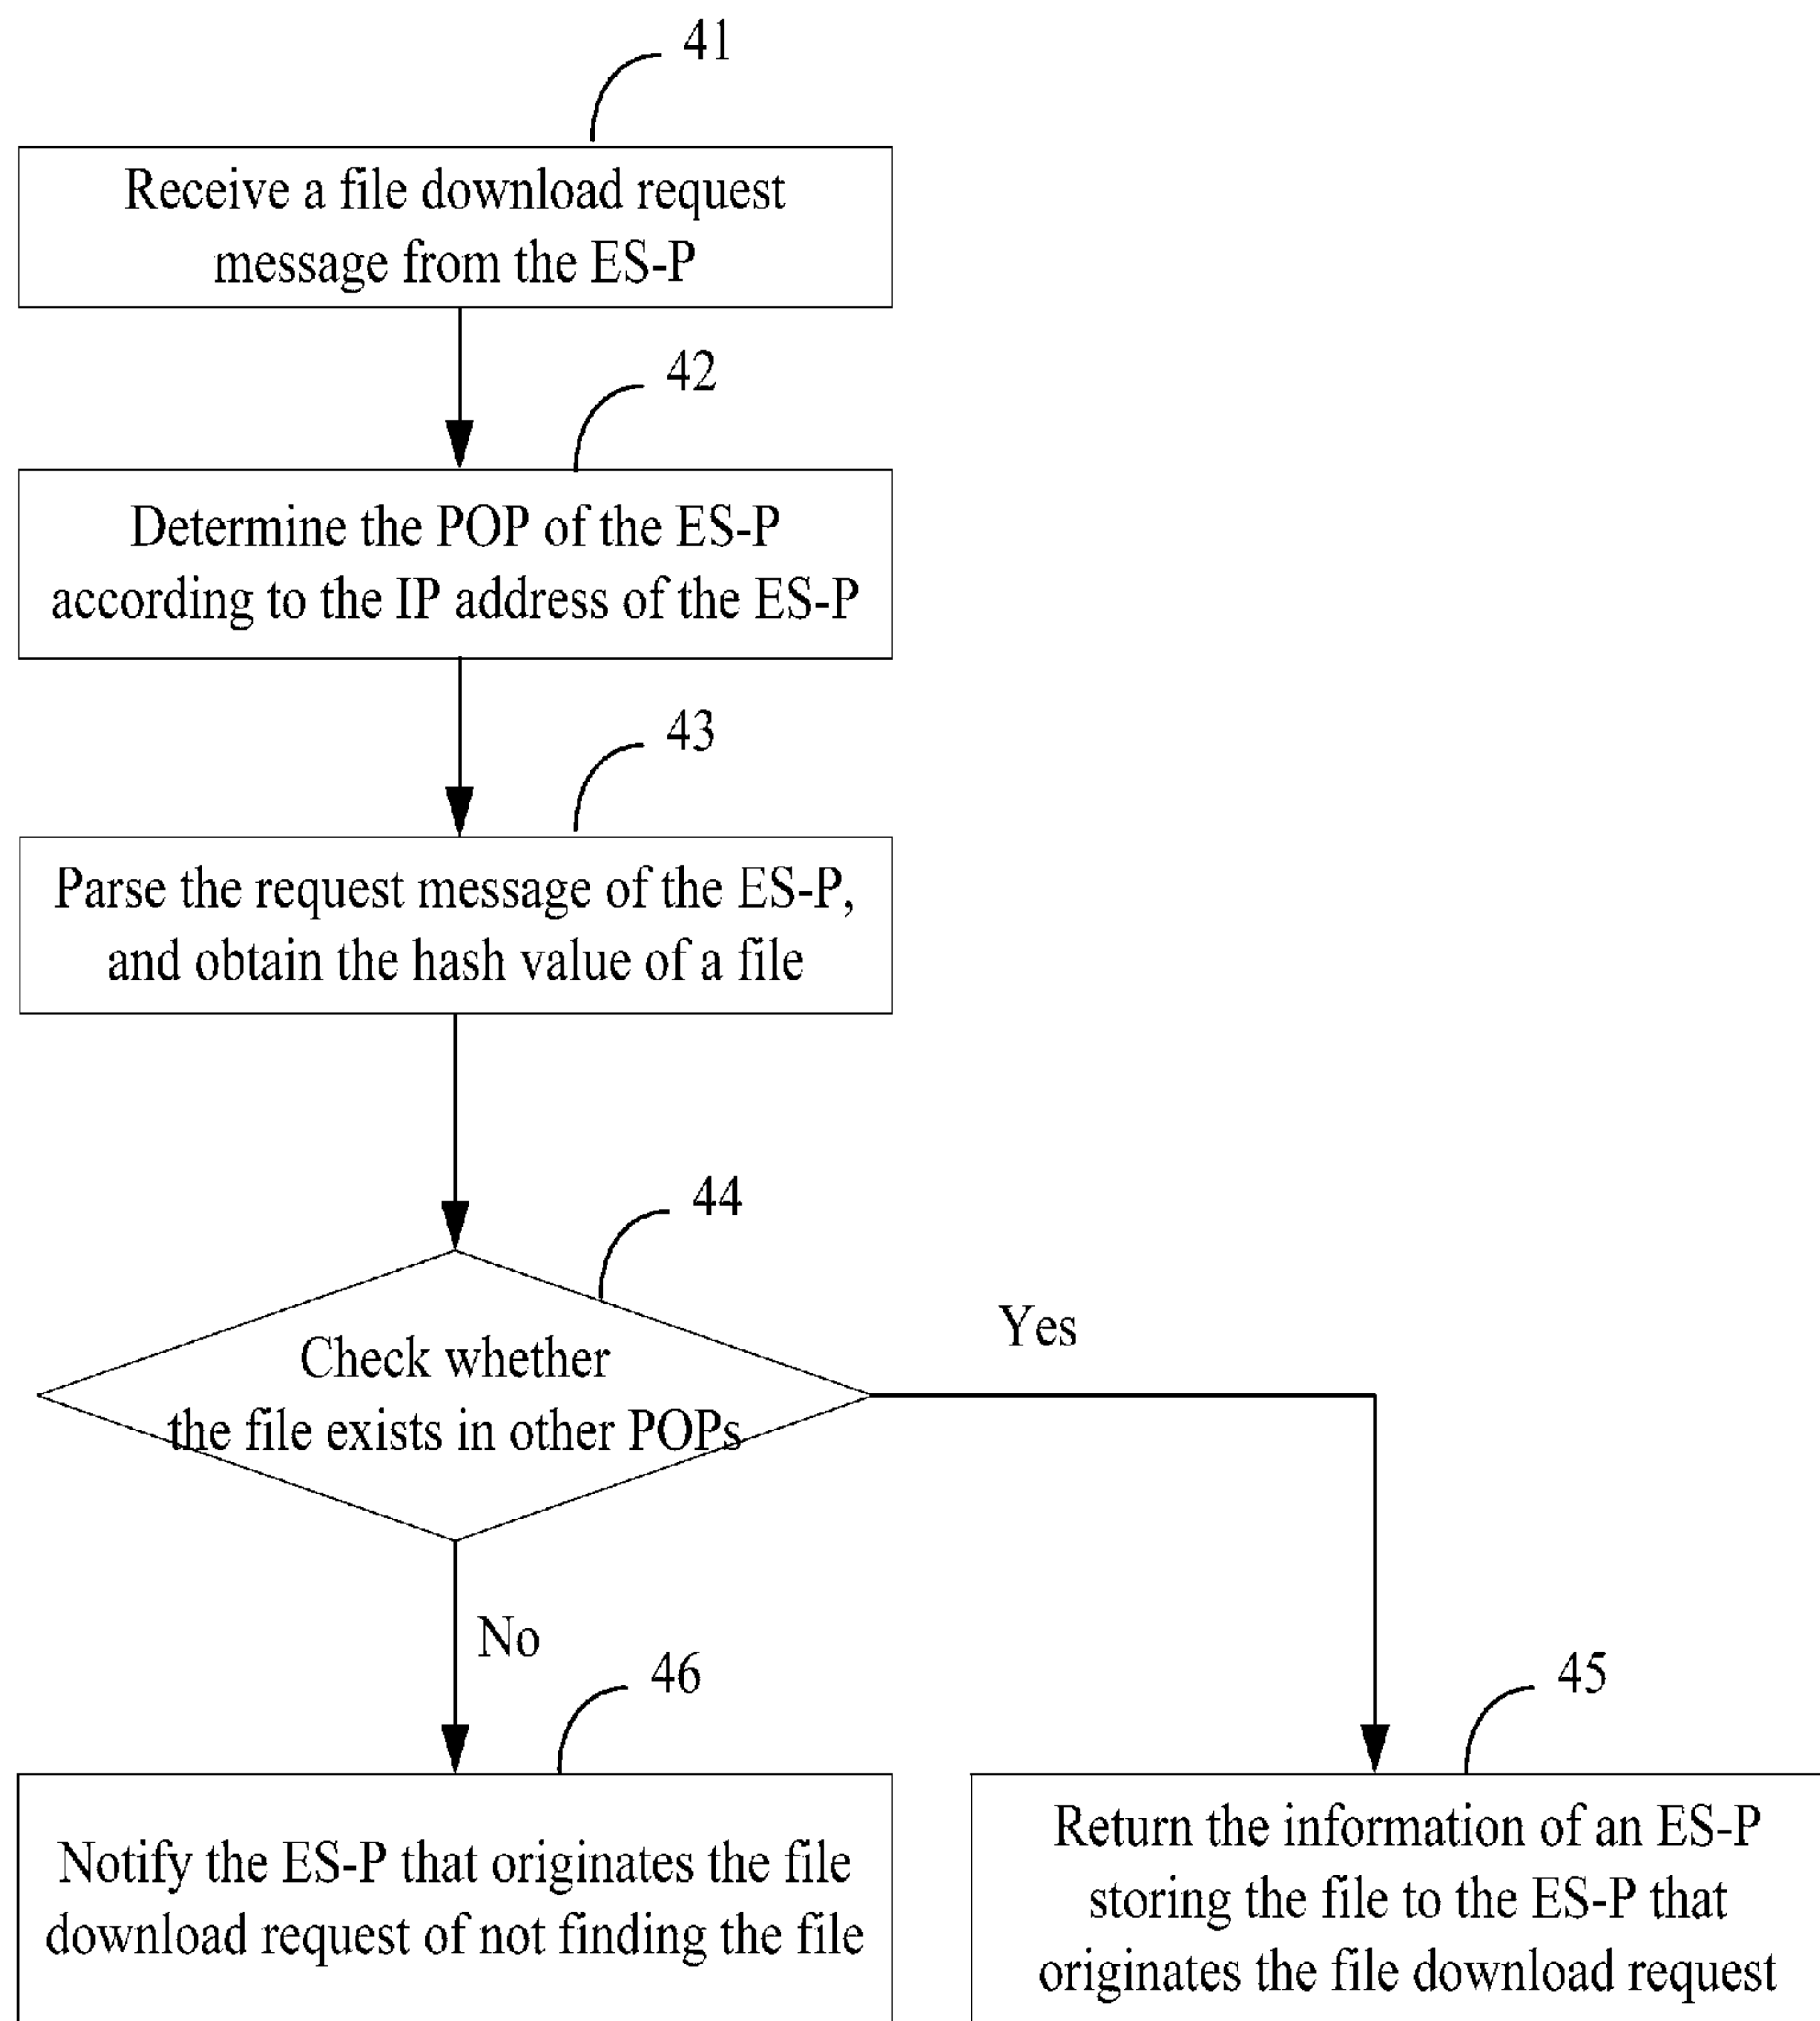 41
Receive a file download request
message from the ES-P
42
Determine the POP of the ES-P
according to the IP address of the ES-P
43
Parse the request message of the ES-P,
and obtain the hash value of a file
44
Check whether
the file exists in other POPs
Yes
No
46
Notify the ES-P that originates the file
download request of not finding the file
45
Return the information of an ES-P
storing the file to the ES-P that
originates the file download request